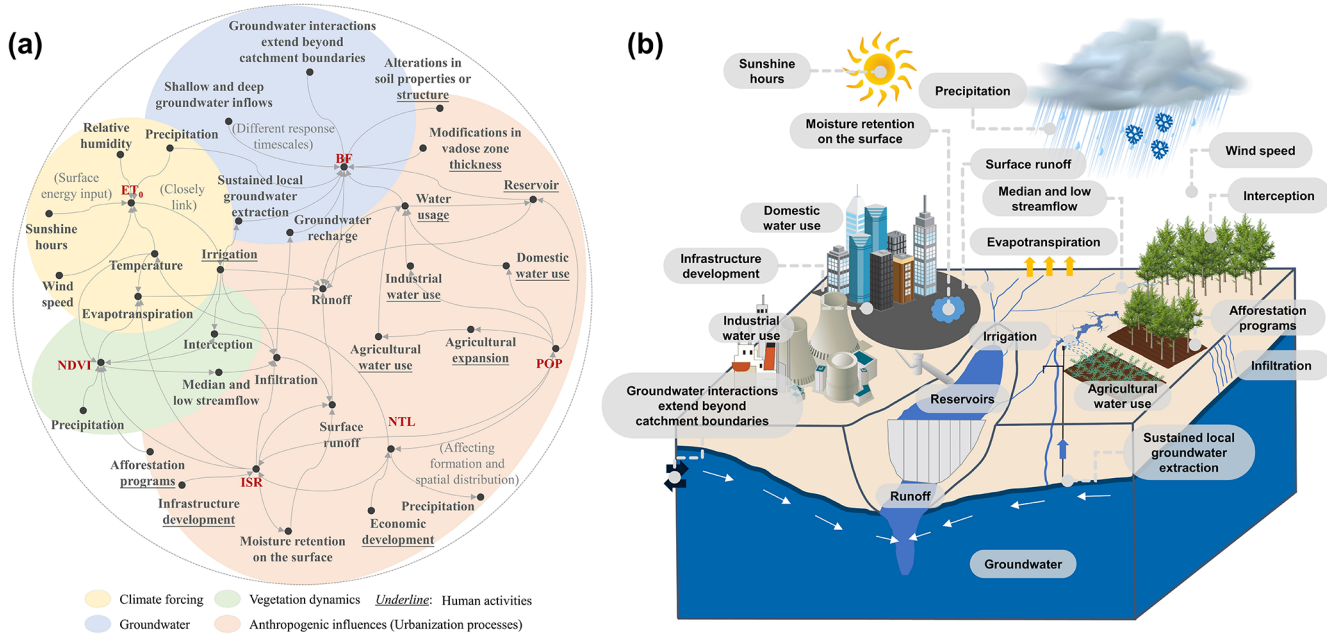 (a)
Groundwater interactions
extend beyond
catchment boundaries
Alterations in
soil properties or
structure
Shallow and deep
groundwater inflows
(Different response
timescales)
Relative
humidity
Precipitation
Modifications in
vadose zone
thickness
BF
(Surface
energy input)
ET₀
(Closely
link)
Sustained local
groundwater
extraction
Reservoir
Water
usage
Sunshine
hours
Groundwater
recharge
Irrigation
Domestic
water use
Temperature
Wind
speed
Industrial
water use
Runoff
Evapotranspiration
Interception
Agricultural
water use
Agricultural
expansion
NDVI
POP
Median and
low streamflow
Infiltration
Precipitation
Surface
runoff
NTL
(Affecting
formation and
spatial distribution)
Afforestation
programs
ISR
Infrastructure
development
Precipitation
Economic
development
Moisture retention
on the surface
Climate forcing
Vegetation dynamics
Underline: Human activities
Groundwater
Anthropogenic influences (Urbanization processes)
(b)
Sunshine
hours
Precipitation
Moisture retention
on the surface
Surface runoff
Wind speed
Median and low
streamflow
Interception
Domestic
water use
Evapotranspiration
Infrastructure
development
Industrial
water use
Irrigation
Afforestation
programs
Infiltration
Groundwater interactions
extend beyond
catchment boundaries
Reservoirs
Agricultural
water use
Sustained local
groundwater
extraction
Runoff
Groundwater